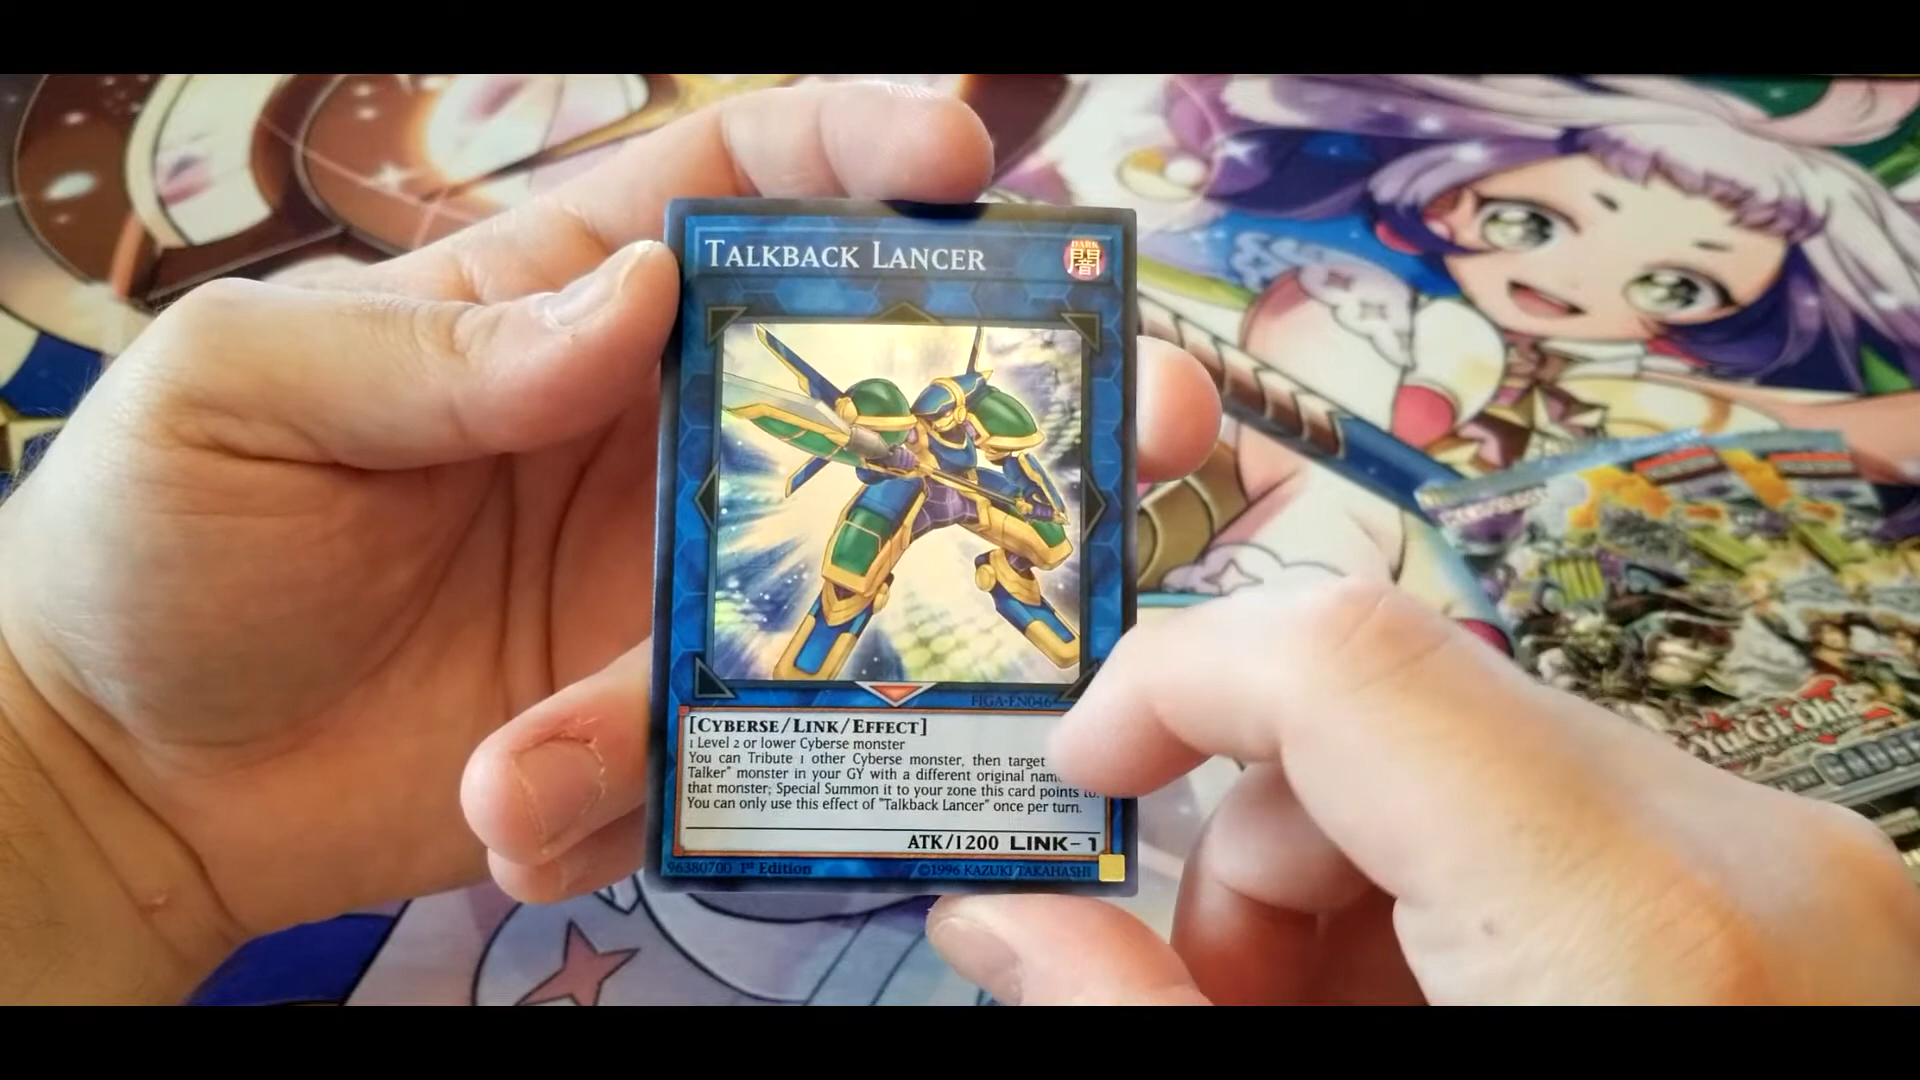 TALKBACK LANCER
DARK
闇
FIGA-EN046
[CYBERSE/LINK/EFFECT]
1 Level 2 or lower Cyberse monster
You can Tribute 1 other Cyberse monster, then target
Talker" monster in your GY with a different original
that monster; Special Summon it to your zone this card points to.
You can only use this effect of "Talkback Lancer" once per turn.
ATK/1200 LINK-1
96380700 1st Edition ©1996 KAZUKI TAKAHASHI
Yu-Gi-Oh!